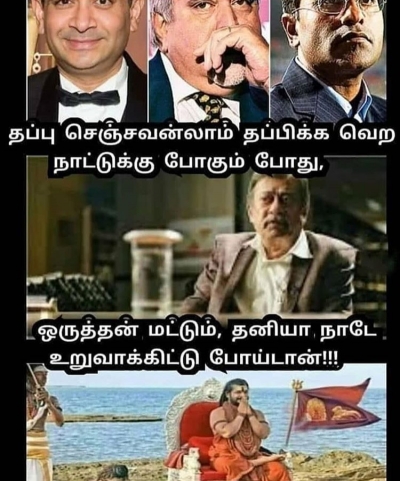 தப்பு செஞ்சவன்லாம் தப்பிக்க வெற
நாட்டுக்கு போகும் போது,
ஒருத்தன் மட்டும், தனியா நாடே
உறுவாக்கிட்டு போய்டான்!!!